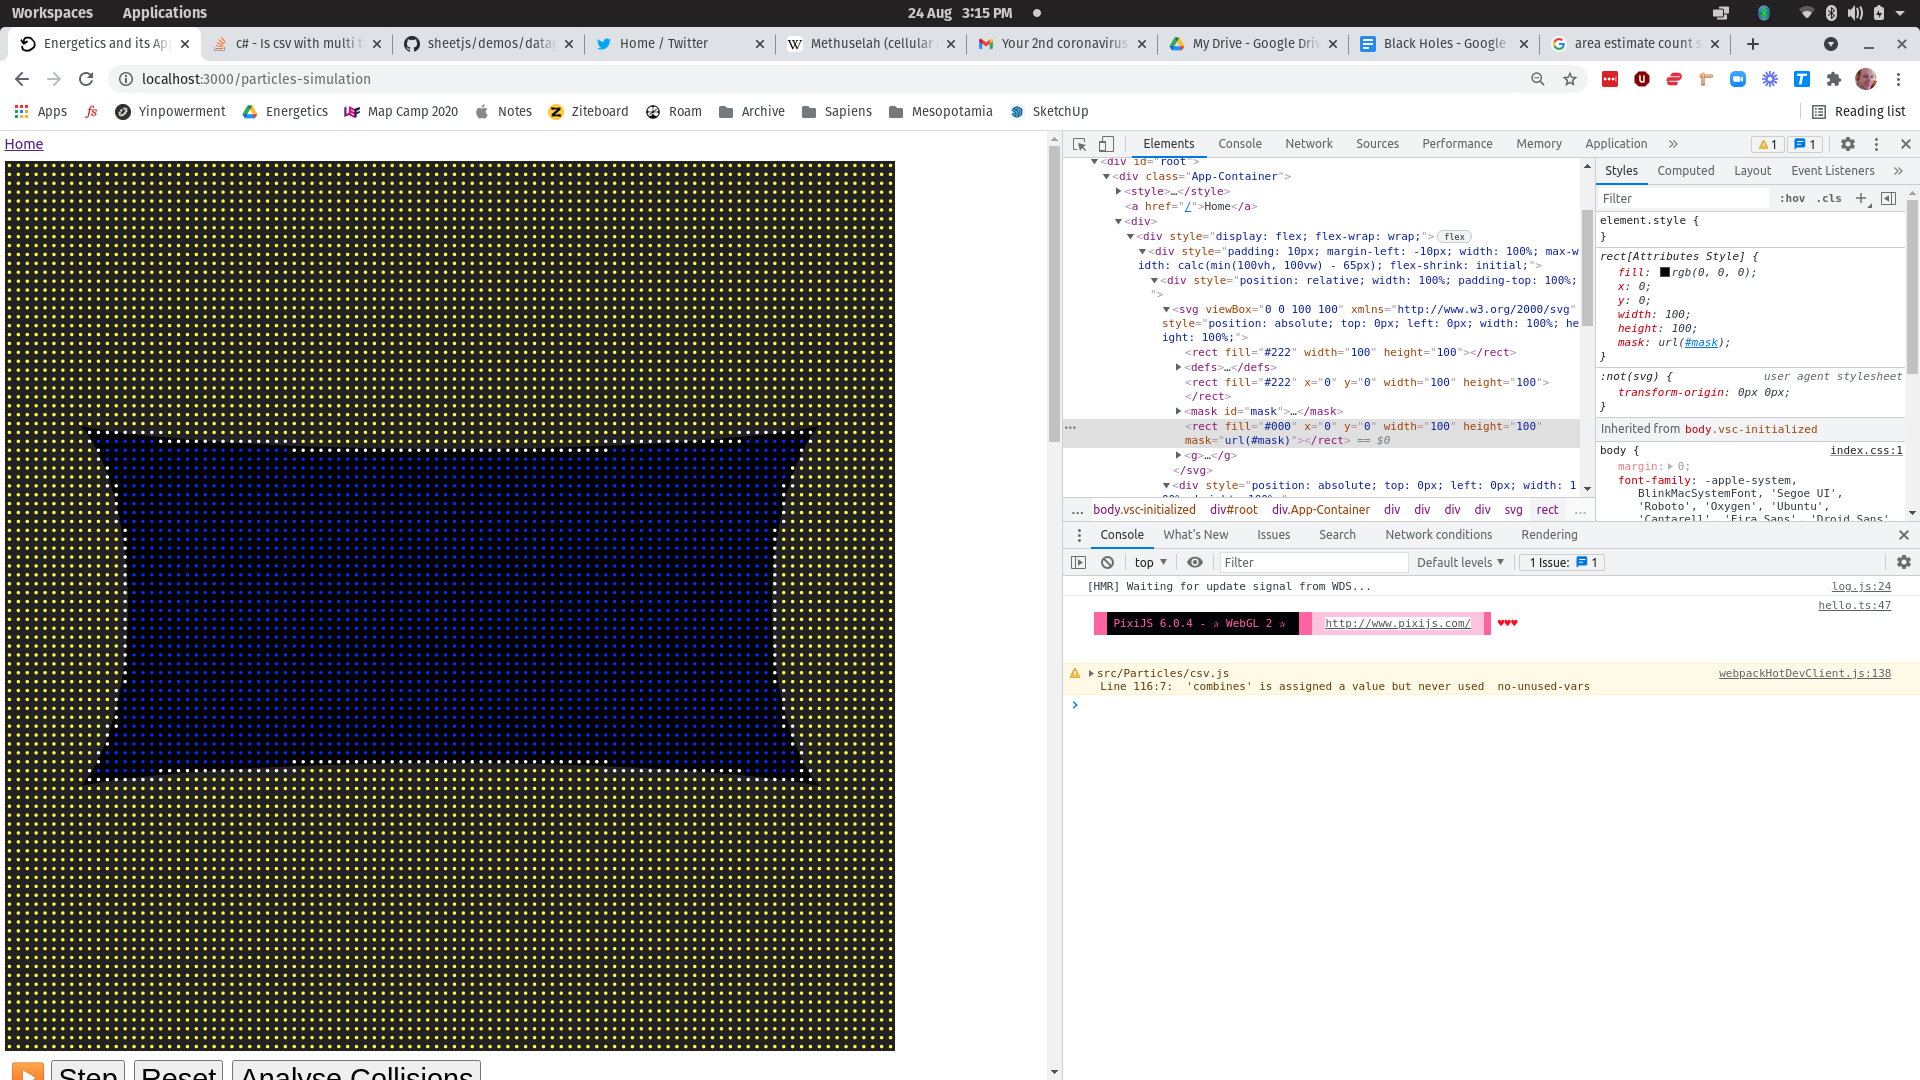 Workspaces Applications 24 Aug 3:15 PM
Energetics and its Ap c# - Is csv with multi t sheetjs/demos/datag Home / Twitter Methuselah (cellular Your 2nd coronavirus My Drive - Google Driv Black Holes - Google area estimate count s
localhost:3000/particles-simulation
Apps fs Yinpowerment Energetics Map Camp 2020 Notes Ziteboard Roam Archive Sapiens Mesopotamia SketchUp Reading list
Home
Step Reset Analyse Collisions
Elements Console Network Sources Performance Memory Application » 1 1
<div id="root">
<div class="App-Container">
<style>…</style>
<a href="/">Home</a>
<div>
<div style="display: flex; flex-wrap: wrap;"> flex
<div style="padding: 10px; margin-left: -10px; width: 100%; max-w
idth: calc(min(100vh, 100vw) - 65px); flex-shrink: initial;">
<div style="position: relative; width: 100%; padding-top: 100%;
">
<svg viewBox="0 0 100 100" xmlns="http://www.w3.org/2000/svg"
style="position: absolute; top: 0px; left: 0px; width: 100%; he
ight: 100%;">
<rect fill="#222" width="100" height="100"></rect>
<defs>…</defs>
<rect fill="#222" x="0" y="0" width="100" height="100">
</rect>
<mask id="mask">…</mask>
<rect fill="#000" x="0" y="0" width="100" height="100"
mask="url(#mask)"></rect> == $0
<g>…</g>
</svg>
<div style="position: absolute; top: 0px; left: 0px; width: 1
… body.vsc-initialized div#root div.App-Container div div div div svg rect …
Styles Computed Layout Event Listeners »
Filter :hov .cls +
element.style {
}
rect[Attributes Style] {
fill: rgb(0, 0, 0);
x: 0;
y: 0;
width: 100;
height: 100;
mask: url(#mask);
}
:not(svg) { user agent stylesheet
transform-origin: 0px 0px;
}
Inherited from body.vsc-initialized
body { index.css:1
margin: 0;
font-family: -apple-system,
BlinkMacSystemFont, 'Segoe UI',
'Roboto', 'Oxygen', 'Ubuntu',
'Cantarell', 'Fira Sans', 'Droid Sans',
Console What's New Issues Search Network conditions Rendering
top Filter Default levels 1 Issue: 1
[HMR] Waiting for update signal from WDS... log.js:24
hello.ts:47
PixiJS 6.0.4 - ✰ WebGL 2 ✰ http://www.pixijs.com/ ♥♥♥
src/Particles/csv.js webpackHotDevClient.js:138
Line 116:7: 'combines' is assigned a value but never used no-unused-vars